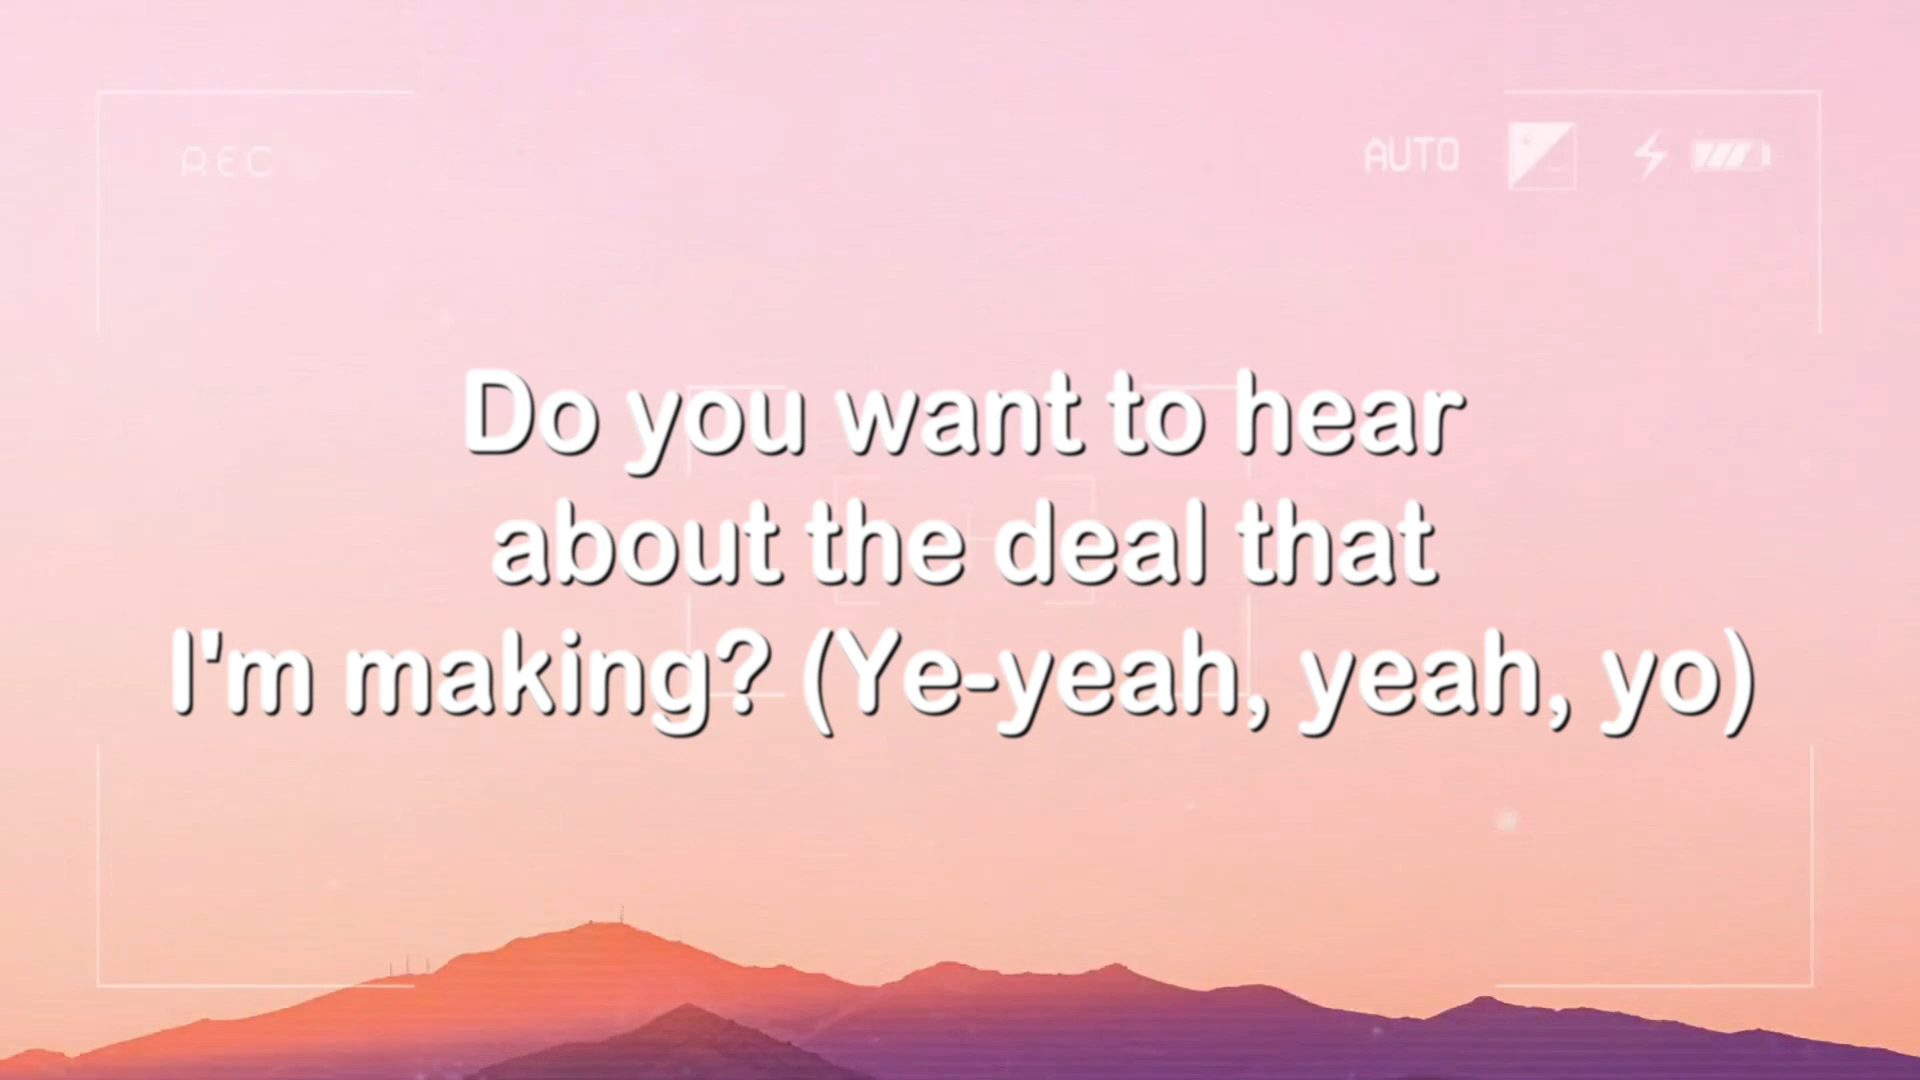 REC
AUTO
Do you want to hear
about the deal that
I'm making? (Ye-yeah, yeah, yo)